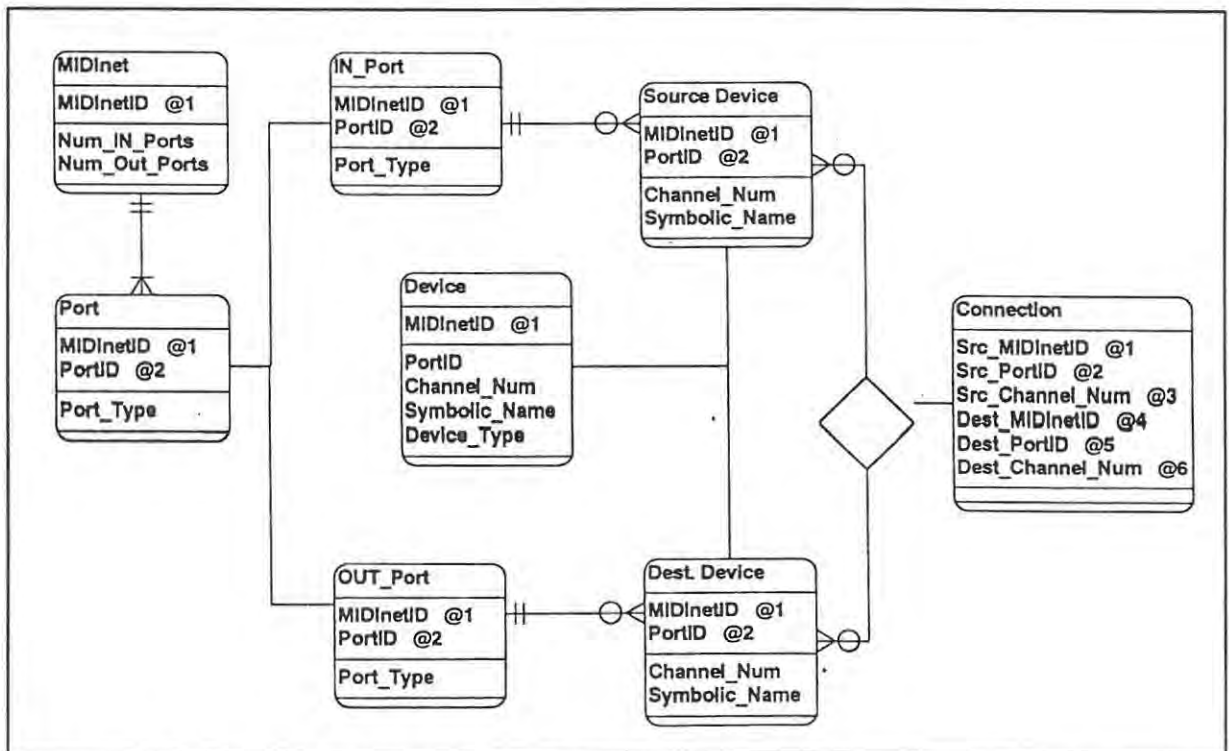 MIDInet
MIDInetID @1
Num_IN_Ports
Num_Out_Ports
IN_Port
MIDInetID @1
PortID @2
Port_Type
Source Device
MIDInetID @1
PortID @2
Channel_Num
Symbolic_Name
Port
MIDInetID @1
PortID @2
Port_Type
Device
MIDInetID @1
PortID
Channel_Num
Symbolic_Name
Device_Type
Connection
Src_MIDInetID @1
Src_PortID @2
Src_Channel_Num @3
Dest_MIDInetID @4
Dest_PortID @5
Dest_Channel_Num @6
OUT_Port
MIDInetID @1
PortID @2
Port_Type
Dest. Device
MIDInetID @1
PortID @2
Channel_Num
Symbolic_Name